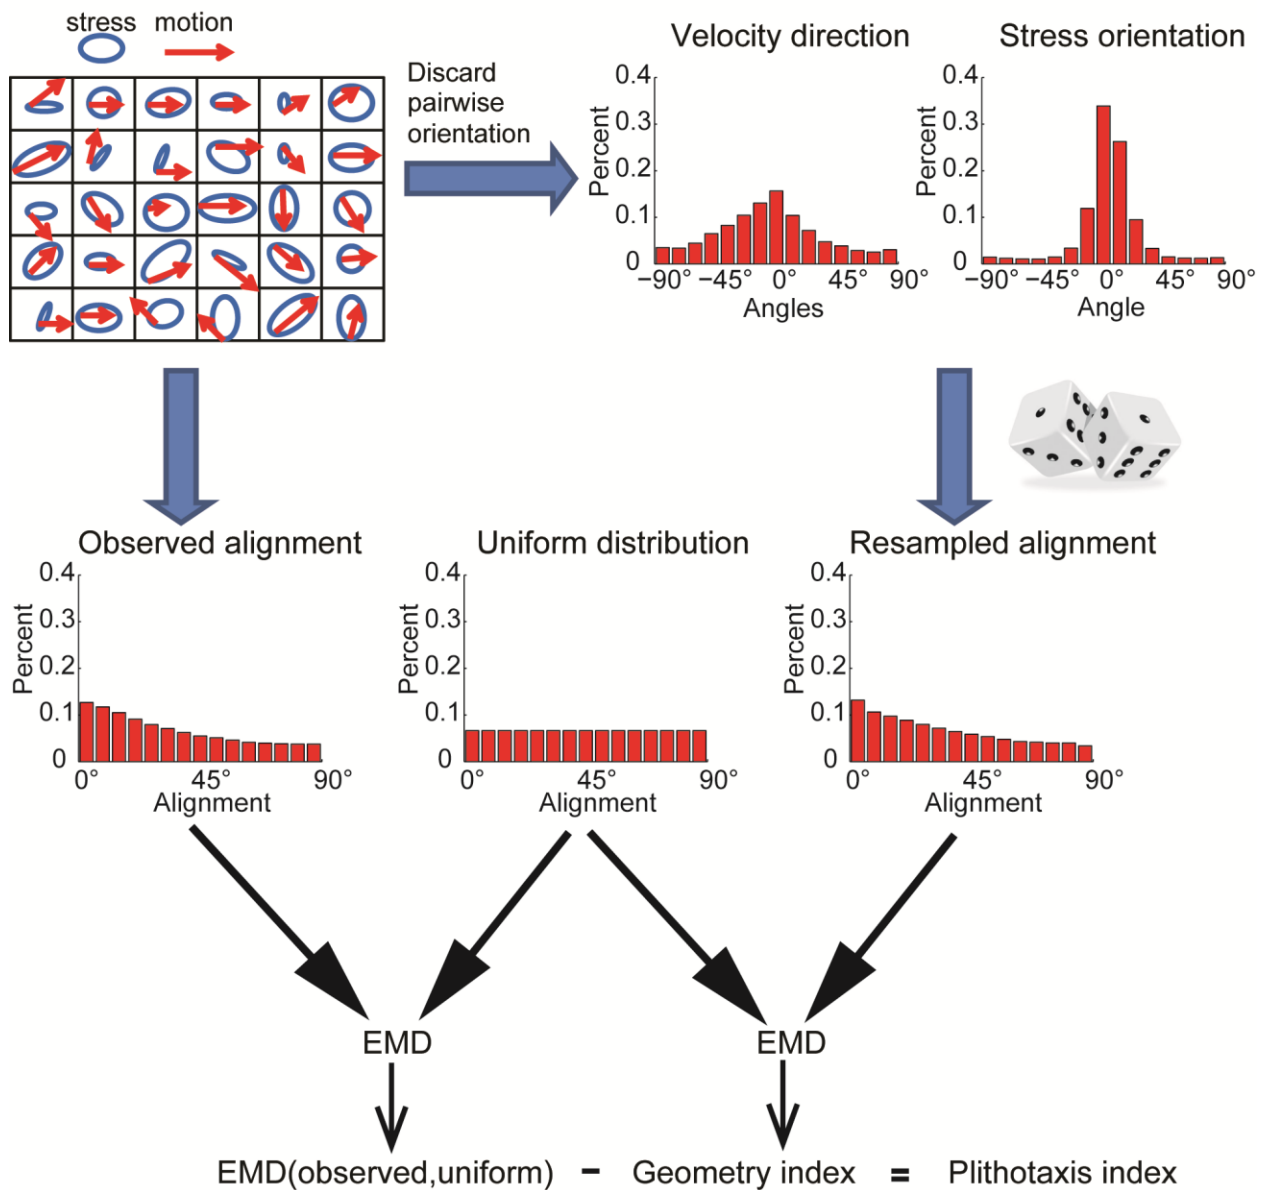 stress motion
Discard
pairwise
orientation
Velocity direction
0.4
0.3
0.2
0.1
0
Percent
−90° −45° 0° 45° 90°
Angles
Stress orientation
0.4
0.3
0.2
0.1
0
Percent
−90° −45° 0° 45° 90°
Angle
Observed alignment
0.4
0.3
0.2
0.1
0
Percent
0° 45° 90°
Alignment
Uniform distribution
0.4
0.3
0.2
0.1
0
Percent
0° 45° 90°
Alignment
Resampled alignment
0.4
0.3
0.2
0.1
0
Percent
0° 45° 90°
Alignment
EMD
EMD
EMD(observed,uniform) - Geometry index = Plithotaxis index